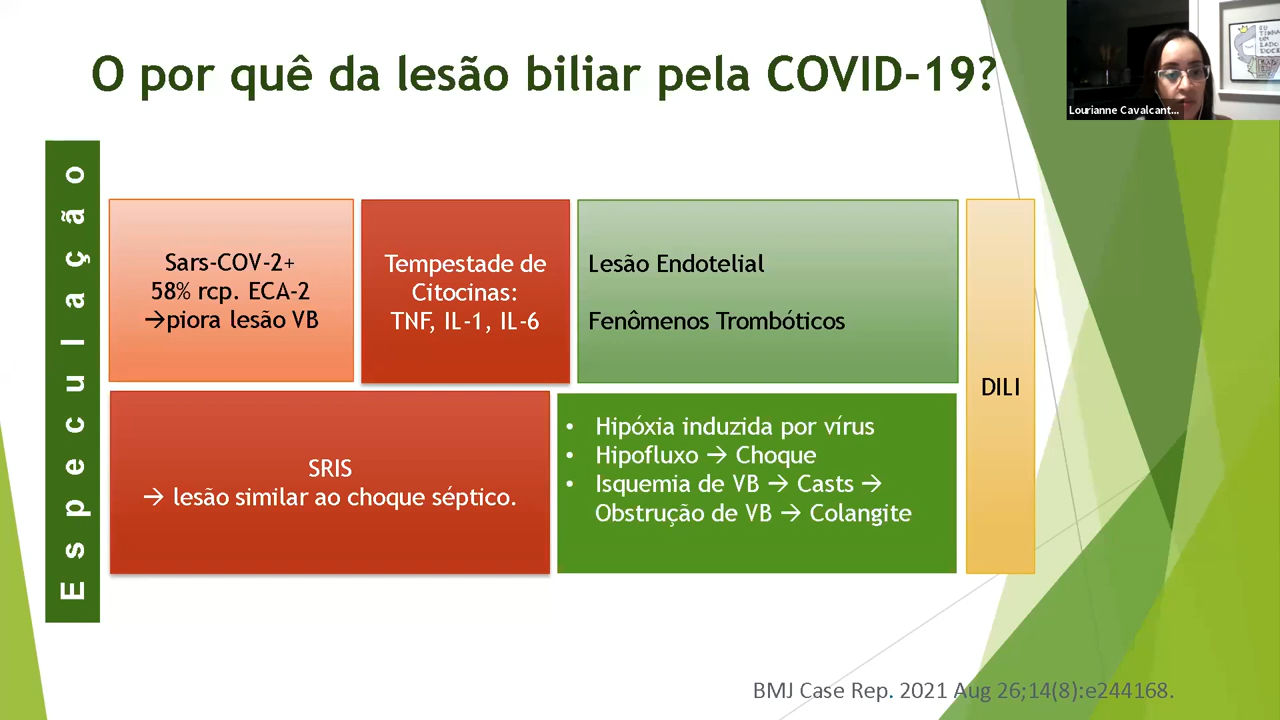 O por quê da lesão biliar pela COVID-19?
Lourianne Cavalcant...
Especulação
Sars-COV-2+
58% rcp. ECA-2
→piora lesão VB
Tempestade de
Citocinas:
TNF, IL-1, IL-6
Lesão Endotelial
Fenômenos Trombóticos
DILI
SRIS
→ lesão similar ao choque séptico.
• Hipóxia induzida por vírus
• Hipofluxo → Choque
• Isquemia de VB → Casts →
Obstrução de VB → Colangite
BMJ Case Rep. 2021 Aug 26;14(8):e244168.